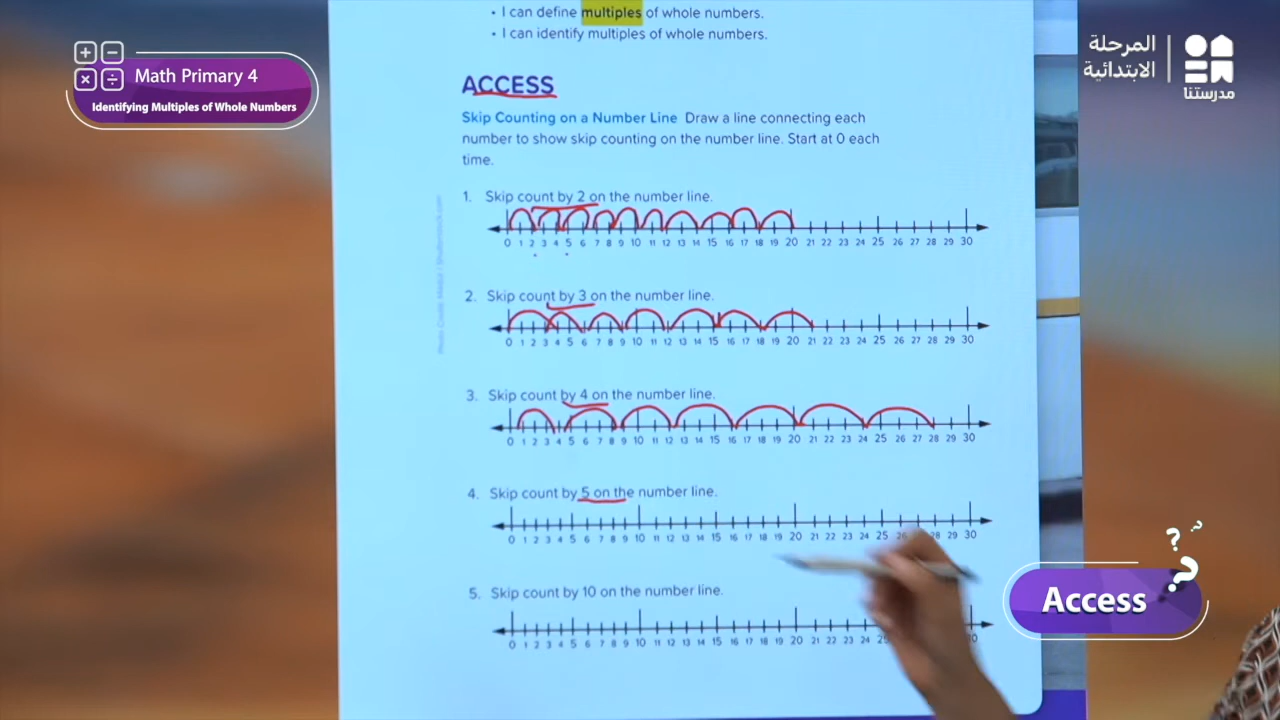 Math Primary 4
Identifying Multiples of Whole Numbers
المرحلة
الابتدائية
مدرستنا
• I can define multiples of whole numbers.
• I can identify multiples of whole numbers.
ACCESS
Skip Counting on a Number Line Draw a line connecting each
number to show skip counting on the number line. Start at 0 each
time.
1. Skip count by 2 on the number line.
0 1 2 3 4 5 6 7 8 9 10 11 12 13 14 15 16 17 18 19 20 21 22 23 24 25 26 27 28 29 30
2. Skip count by 3 on the number line.
0 1 2 3 4 5 6 7 8 9 10 11 12 13 14 15 16 17 18 19 20 21 22 23 24 25 26 27 28 29 30
3. Skip count by 4 on the number line.
0 1 2 3 4 5 6 7 8 9 10 11 12 13 14 15 16 17 18 19 20 21 22 23 24 25 26 27 28 29 30
4. Skip count by 5 on the number line.
0 1 2 3 4 5 6 7 8 9 10 11 12 13 14 15 16 17 18 19 20 21 22 23 24 25 26 28 29 30
5. Skip count by 10 on the number line.
0 1 2 3 4 5 6 7 8 9 10 11 12 13 14 15 16 17 18 19 20 21 22 23 24
Access